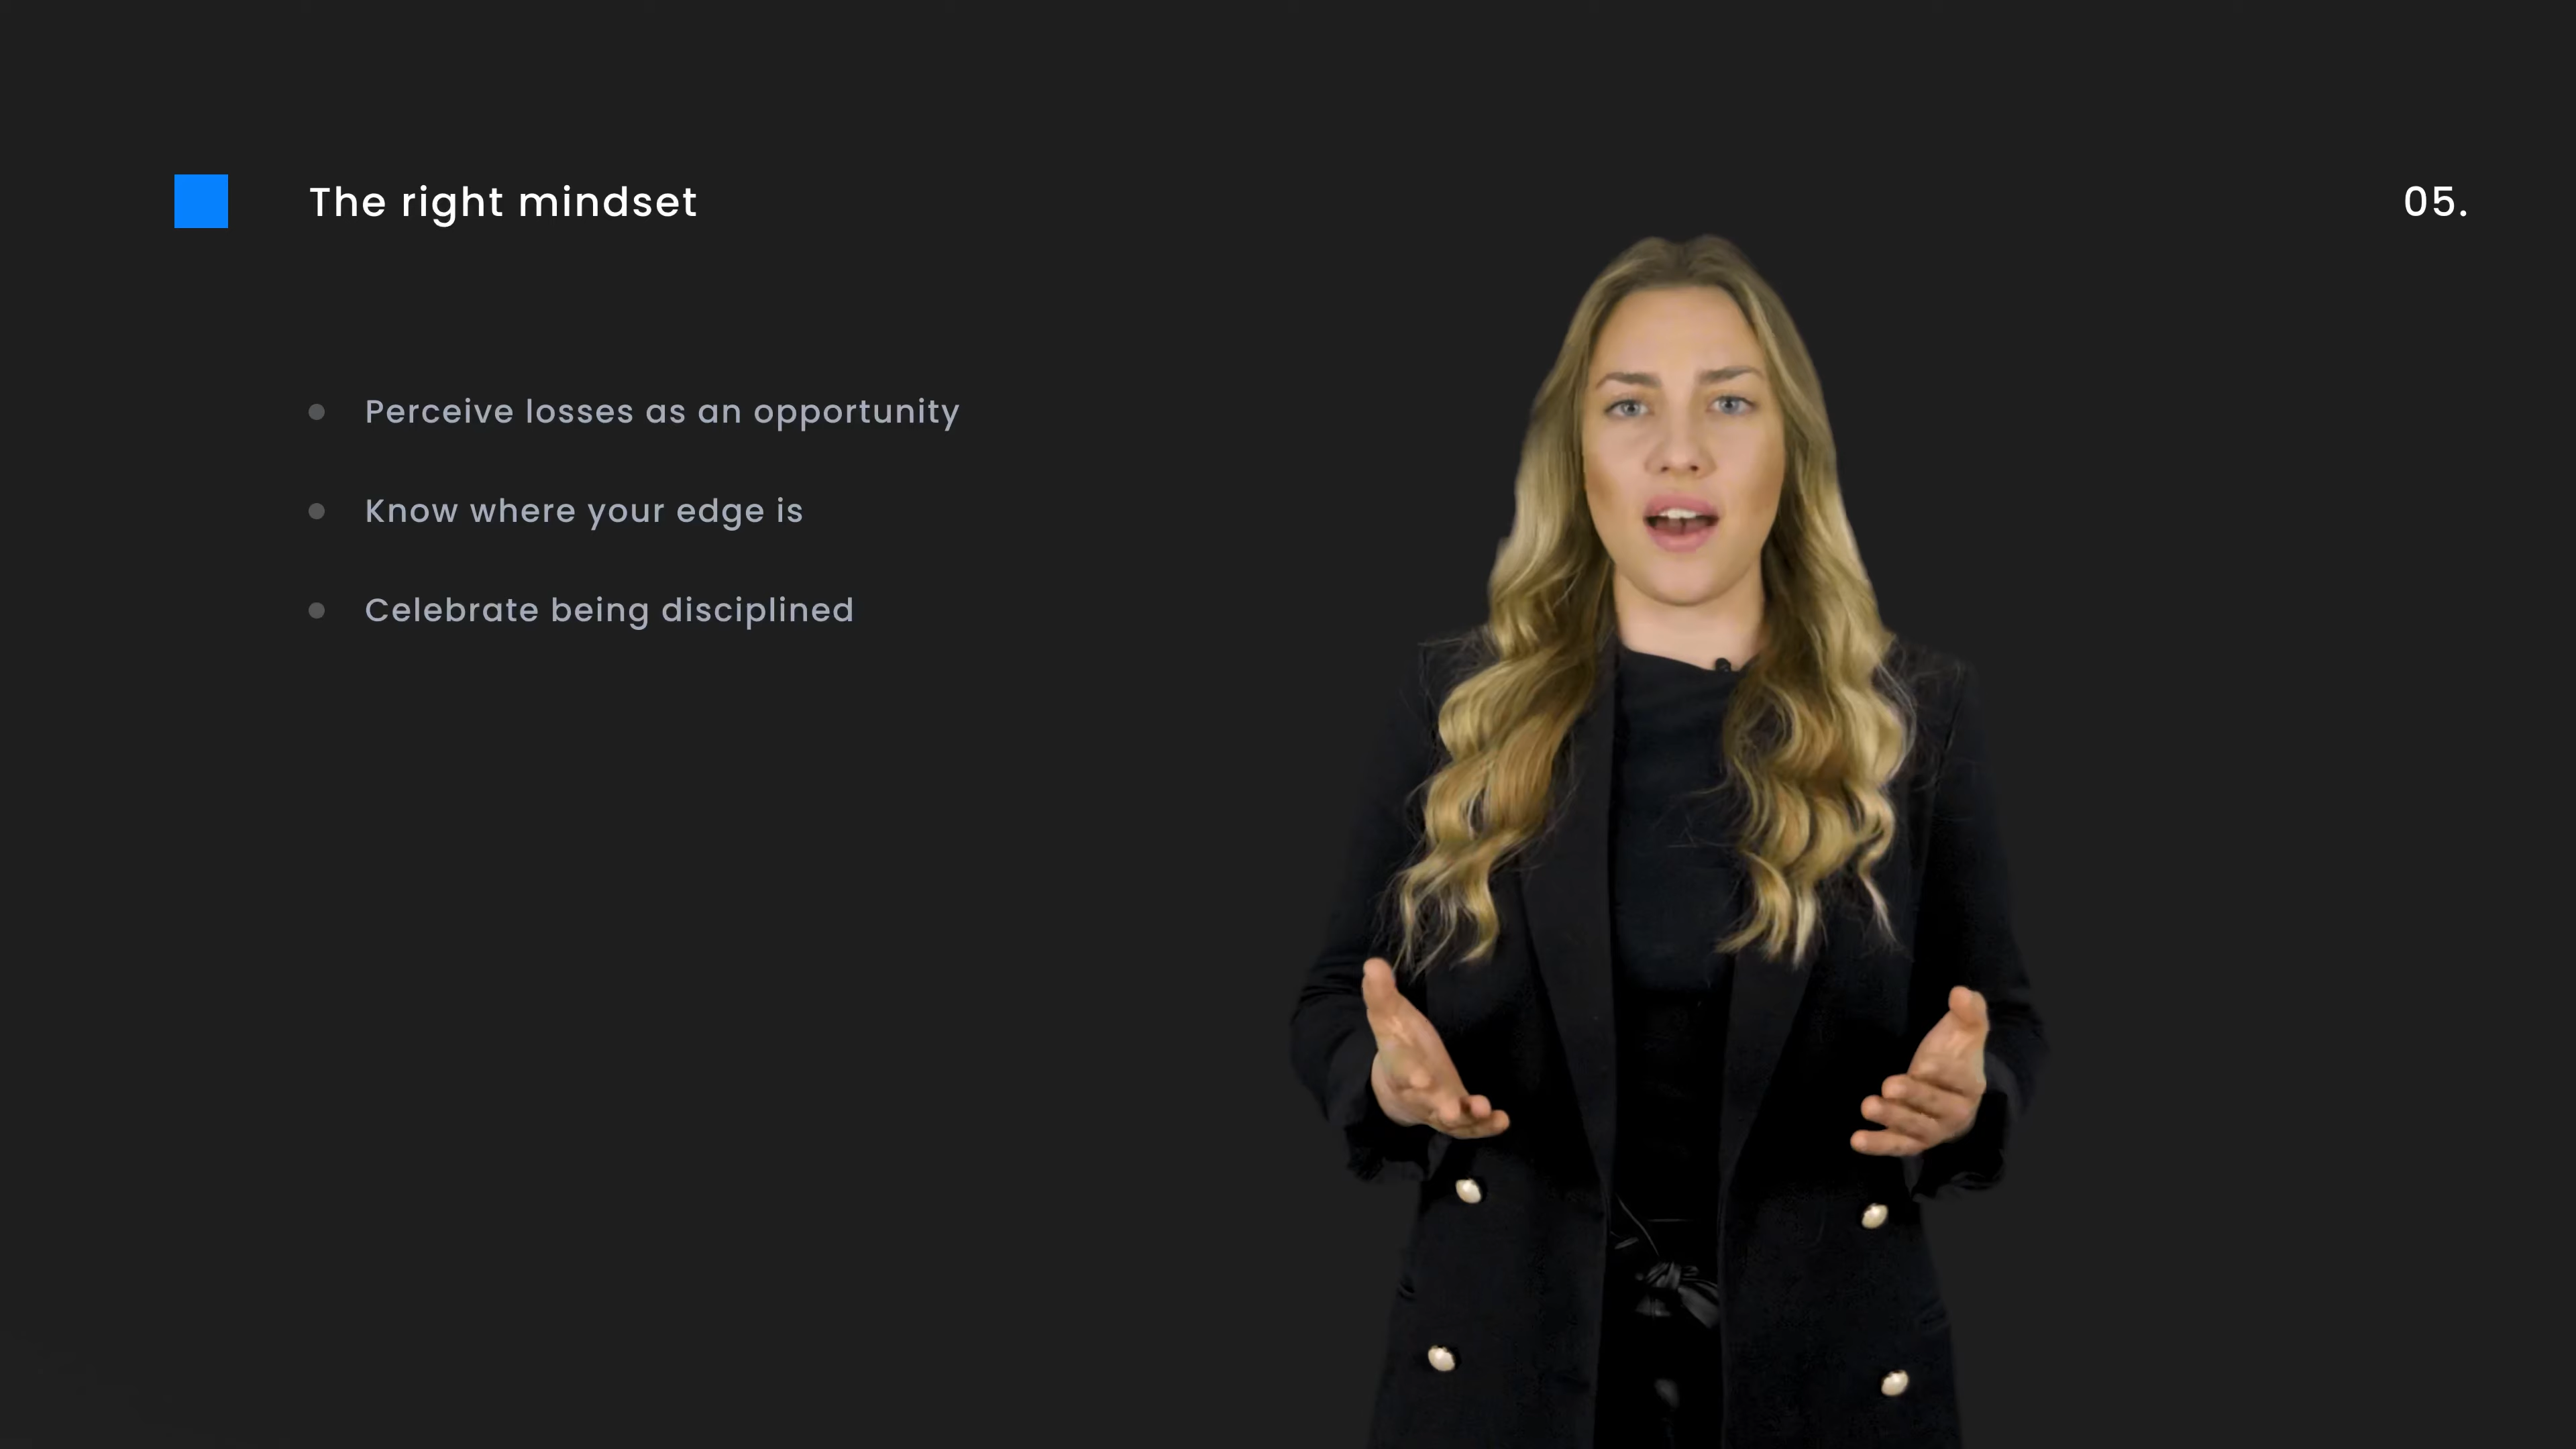 The right mindset
05.
Perceive losses as an opportunity
Know where your edge is
Celebrate being disciplined